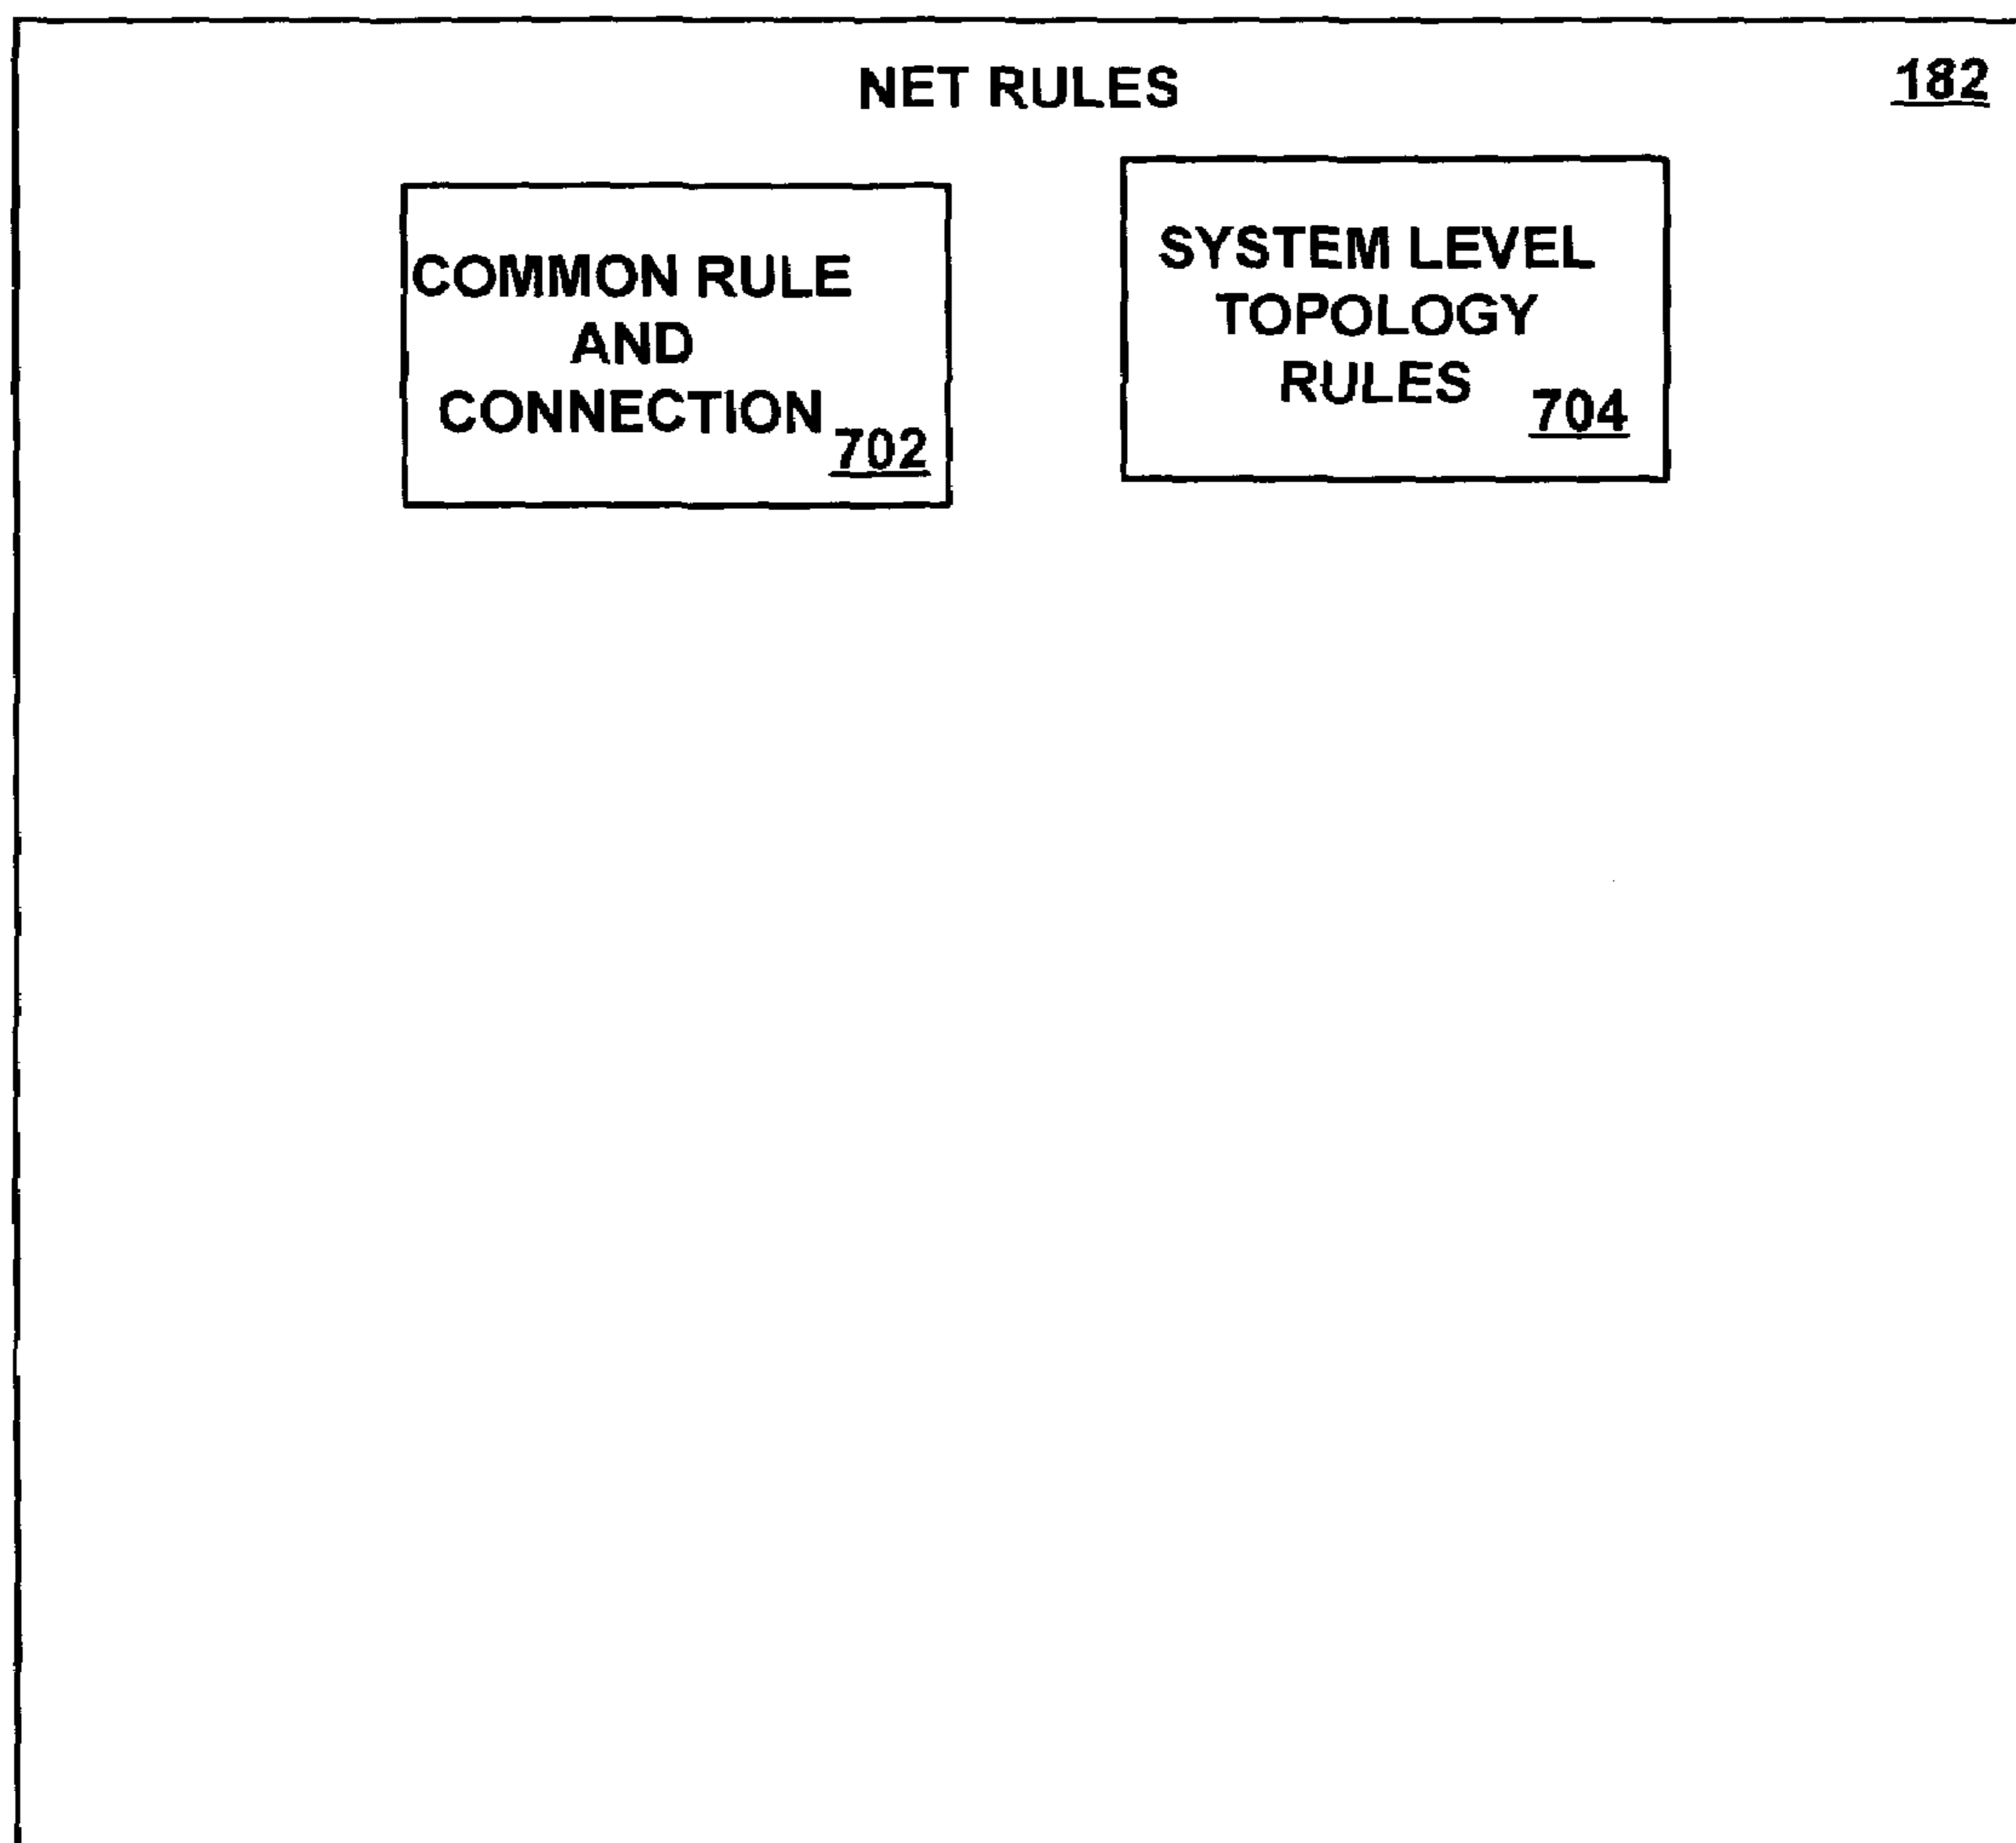 NET RULES
182
COMMON RULE
AND
CONNECTION
702
SYSTEM LEVEL
TOPOLOGY
RULES
704